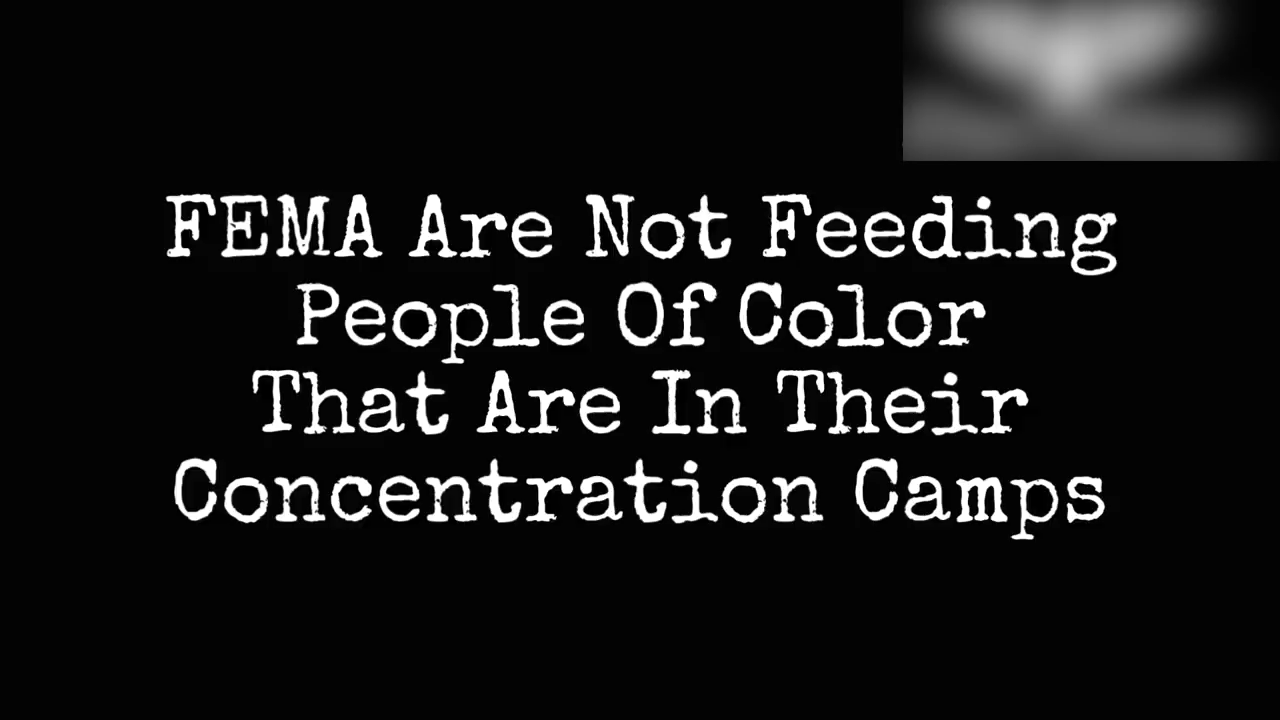 FEMA Are Not Feeding
People Of Color
That Are In Their
Concentration Camps